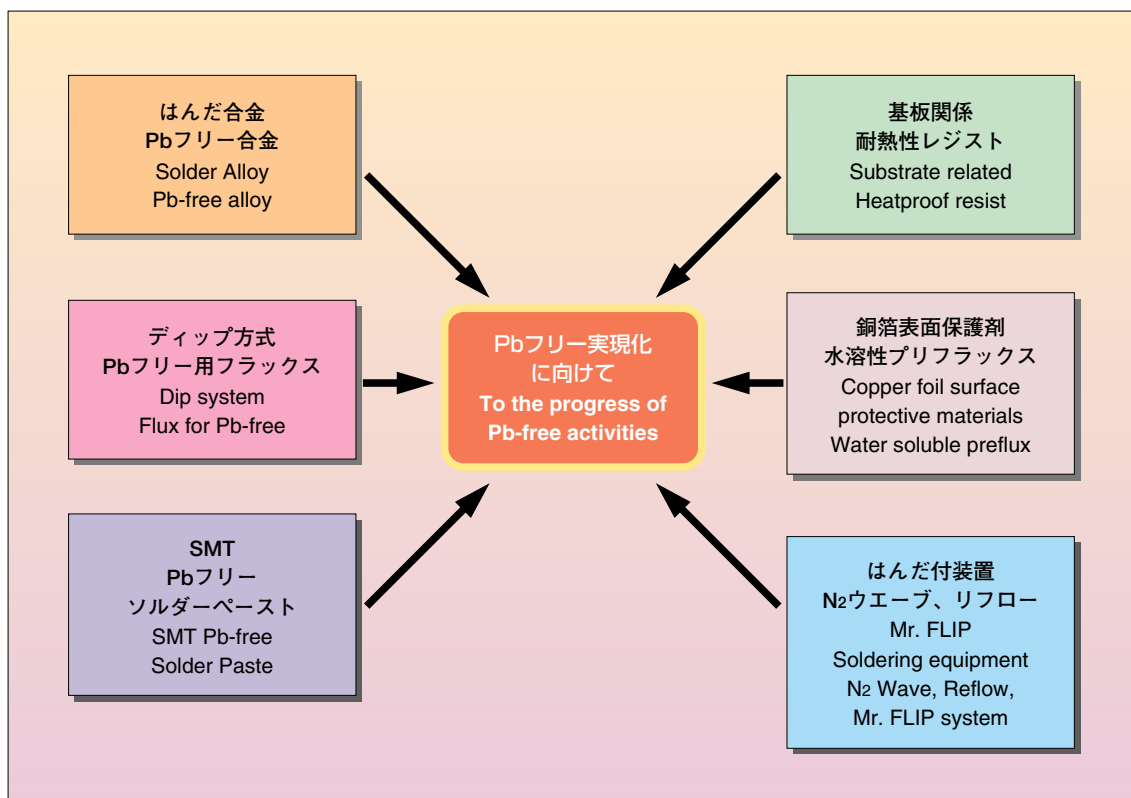 はんだ合金
Pbフリー合金
Solder Alloy
Pb-free alloy
ディップ方式
Pbフリー用フラックス
Dip system
Flux for Pb-free
SMT
Pbフリー
ソルダーペースト
SMT Pb-free
Solder Paste
Pbフリー実現化
に向けて
To the progress of
Pb-free activities
基板関係
耐熱性レジスト
Substrate related
Heatproof resist
銅箔表面保護剤
水溶性プリフラックス
Copper foil surface
protective materials
Water soluble preflux
はんだ付装置
N2ウエーブ、リフロー
Mr. FLIP
Soldering equipment
N2 Wave, Reflow,
Mr. FLIP system